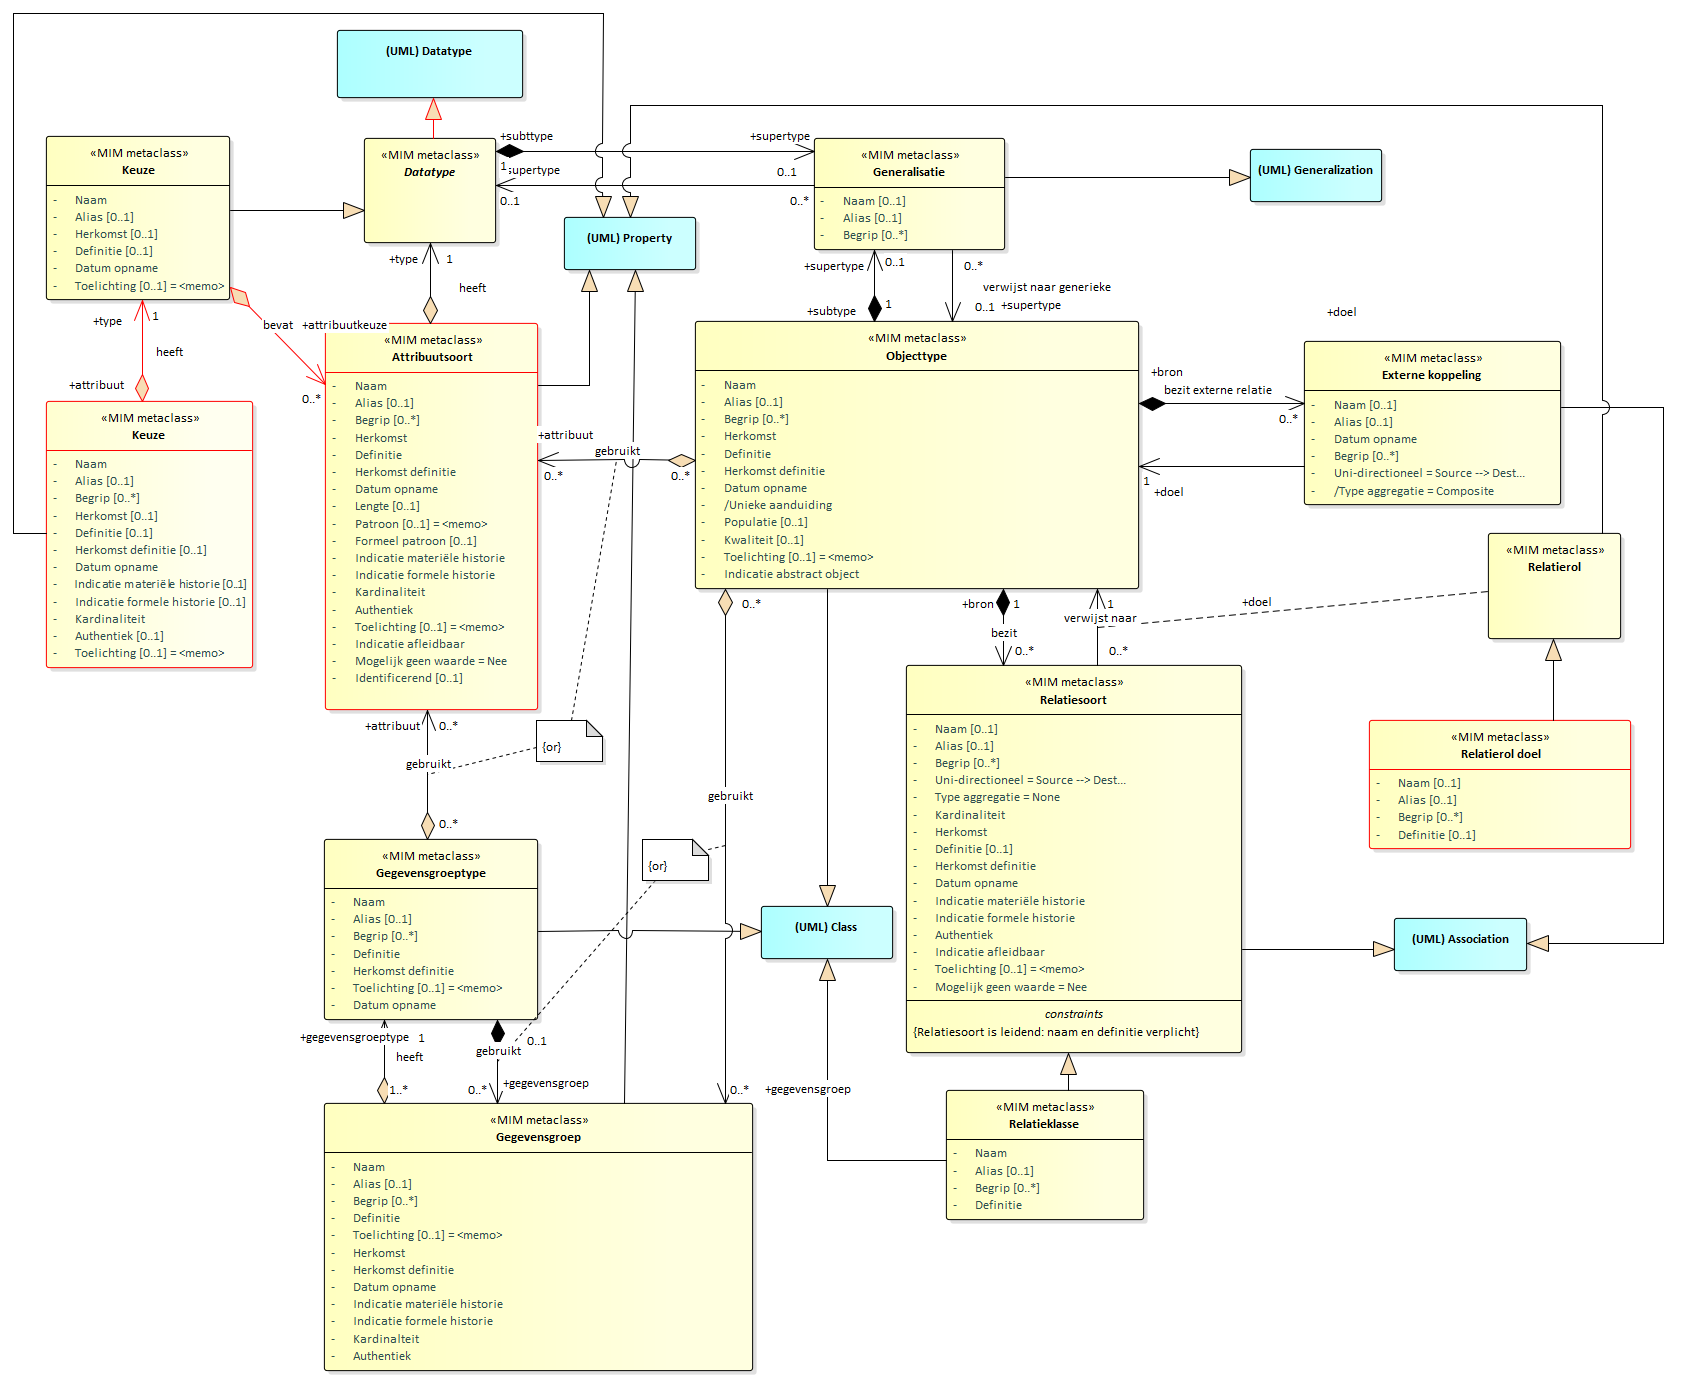 (UML) Datatype
«MIM metaclass»
Keuze
- Naam
- Alias [0..1]
- Herkomst [0..1]
- Definitie [0..1]
- Datum opname
- Toelichting [0..1] = <memo>
«MIM metaclass»
Datatype
+subttype
1
+supertype
0..1
supertype
0..1
0..*
«MIM metaclass»
Generalisatie
- Naam [0..1]
- Alias [0..1]
- Begrip [0..*]
(UML) Generalization
(UML) Property
+type 1
heeft
+supertype 0..1
+subtype 1
0..*
verwijst naar generieke
0..1 +supertype
+type 1
heeft
+attribuut
bevat +attribuutkeuze
0..*
«MIM metaclass»
Keuze
- Naam
- Alias [0..1]
- Begrip [0..*]
- Herkomst [0..1]
- Definitie [0..1]
- Herkomst definitie [0..1]
- Datum opname
- Indicatie materiële historie [0..1]
- Indicatie formele historie [0..1]
- Kardinaliteit
- Authentiek [0..1]
- Toelichting [0..1] = <memo>
«MIM metaclass»
Attribuutsoort
- Naam
- Alias [0..1]
- Begrip [0..*]
- Herkomst
- Definitie
- Herkomst definitie
- Datum opname
- Lengte [0..1]
- Patroon [0..1] = <memo>
- Formeel patroon [0..1]
- Indicatie materiële historie
- Indicatie formele historie
- Kardinaliteit
- Authentiek
- Toelichting [0..1] = <memo>
- Indicatie afleidbaar
- Mogelijk geen waarde = Nee
- Identificerend [0..1]
+attribuut
gebruikt
0..*
0..*
«MIM metaclass»
Objecttype
- Naam
- Alias [0..1]
- Begrip [0..*]
- Herkomst
- Definitie
- Herkomst definitie
- Datum opname
- /Unieke aanduiding
- Populatie [0..1]
- Kwaliteit [0..1]
- Toelichting [0..1] = <memo>
- Indicatie abstract object
+doel
+bron
bezit externe relatie
0..*
1
+doel
«MIM metaclass»
Externe koppeling
- Naam [0..1]
- Alias [0..1]
- Datum opname
- Begrip [0..*]
- Uni-directioneel = Source --> Dest...
- /Type aggregatie = Composite
«MIM metaclass»
Relatierol
+doel
0..*
+bron 1
bezit
0..*
1
verwijst naar
0..*
«MIM metaclass»
Relatiesoort
- Naam [0..1]
- Alias [0..1]
- Begrip [0..*]
- Uni-directioneel = Source --> Dest...
- Type aggregatie = None
- Kardinaliteit
- Herkomst
- Definitie [0..1]
- Herkomst definitie
- Datum opname
- Indicatie materiële historie
- Indicatie formele historie
- Authentiek
- Indicatie afleidbaar
- Toelichting [0..1] = <memo>
- Mogelijk geen waarde = Nee
constraints
{Relatiesoort is leidend: naam en definitie verplicht}
«MIM metaclass»
Relatierol doel
- Naam [0..1]
- Alias [0..1]
- Begrip [0..*]
- Definitie [0..1]
+attribuut 0..*
gebruikt
0..*
{or}
gebruikt
{or}
«MIM metaclass»
Gegevensgroeptype
- Naam
- Alias [0..1]
- Begrip [0..*]
- Definitie
- Herkomst definitie
- Toelichting [0..1] = <memo>
- Datum opname
(UML) Class
(UML) Association
+gegevensgroeptype 1
heeft
1..*
0..1
gebruikt
0..* +gegevensgroep
0..* +gegevensgroep
«MIM metaclass»
Gegevensgroep
- Naam
- Alias [0..1]
- Begrip [0..*]
- Definitie
- Toelichting [0..1] = <memo>
- Herkomst
- Herkomst definitie
- Datum opname
- Indicatie materiële historie
- Indicatie formele historie
- Kardinalteit
- Authentiek
«MIM metaclass»
Relatieklasse
- Naam
- Alias [0..1]
- Begrip [0..*]
- Definitie